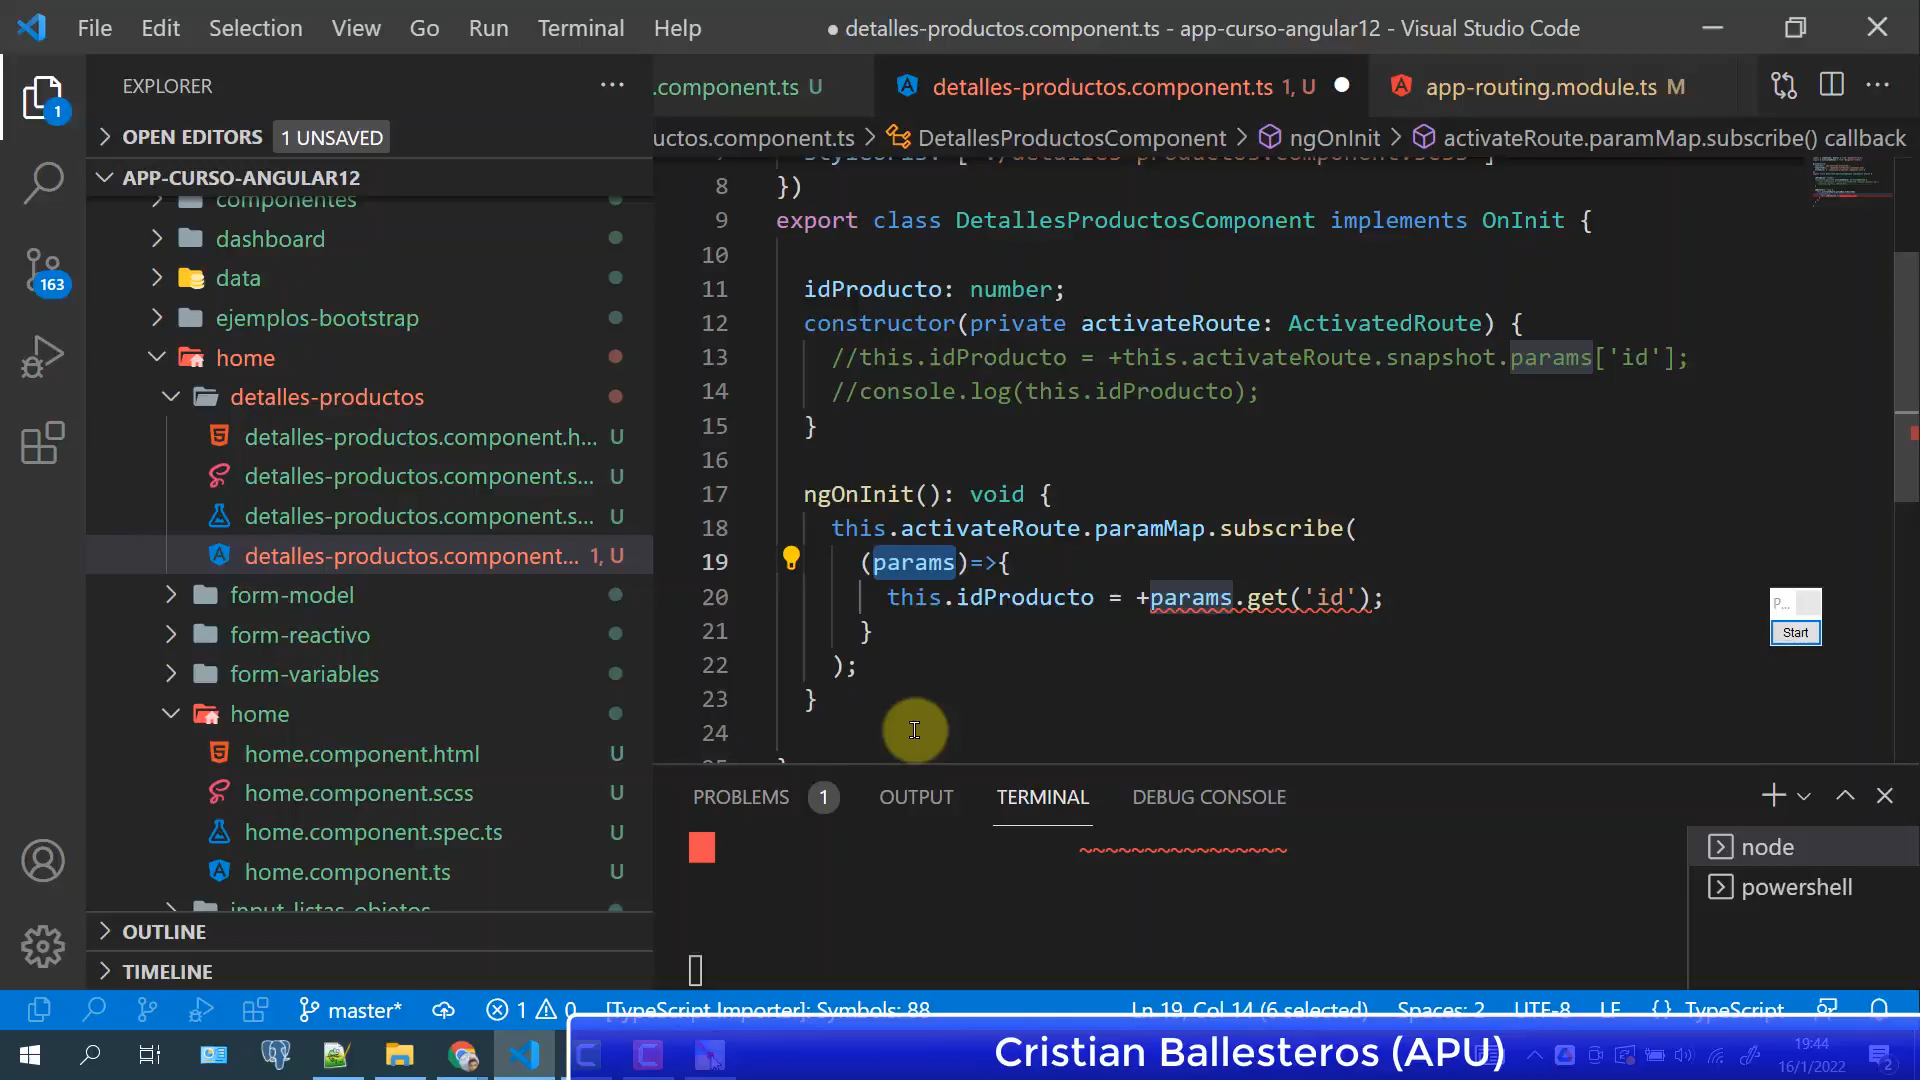 File Edit Selection View Go Run Terminal Help
● detalles-productos.component.ts - app-curso-angular12 - Visual Studio Code
EXPLORER
.component.ts U
detalles-productos.component.ts 1, U
app-routing.module.ts M
1
OPEN EDITORS 1 UNSAVED
uctos.component.ts > DetallesProductosComponent > ngOnInit > activateRoute.paramMap.subscribe() callback
APP-CURSO-ANGULAR12
componentes
dashboard
data
ejemplos-bootstrap
home
detalles-productos
detalles-productos.component.h... U
detalles-productos.component.s... U
detalles-productos.component.s... U
detalles-productos.component... 1, U
form-model
form-reactivo
form-variables
home
home.component.html U
home.component.scss U
home.component.spec.ts U
home.component.ts U
input-listas-objetos
OUTLINE
TIMELINE
163
8 })
9 export class DetallesProductosComponent implements OnInit {
10
11 idProducto: number;
12 constructor(private activateRoute: ActivatedRoute) {
13 //this.idProducto = +this.activateRoute.snapshot.params['id'];
14 //console.log(this.idProducto);
15 }
16
17 ngOnInit(): void {
18 this.activateRoute.paramMap.subscribe(
19 (params)=>{
20 this.idProducto = +params.get('id');
21 }
22 );
23 }
24
P...
Start
PROBLEMS 1 OUTPUT TERMINAL DEBUG CONSOLE
~~~~~~~~~~~~~~~~
node
powershell
master* 1 0 [TypeScript Importer]: Symbols: 88 Ln 19, Col 14 (6 selected) Spaces: 2 UTF-8 LF {} TypeScript
Cristian Ballesteros (APU)
19:44
16/1/2022
2